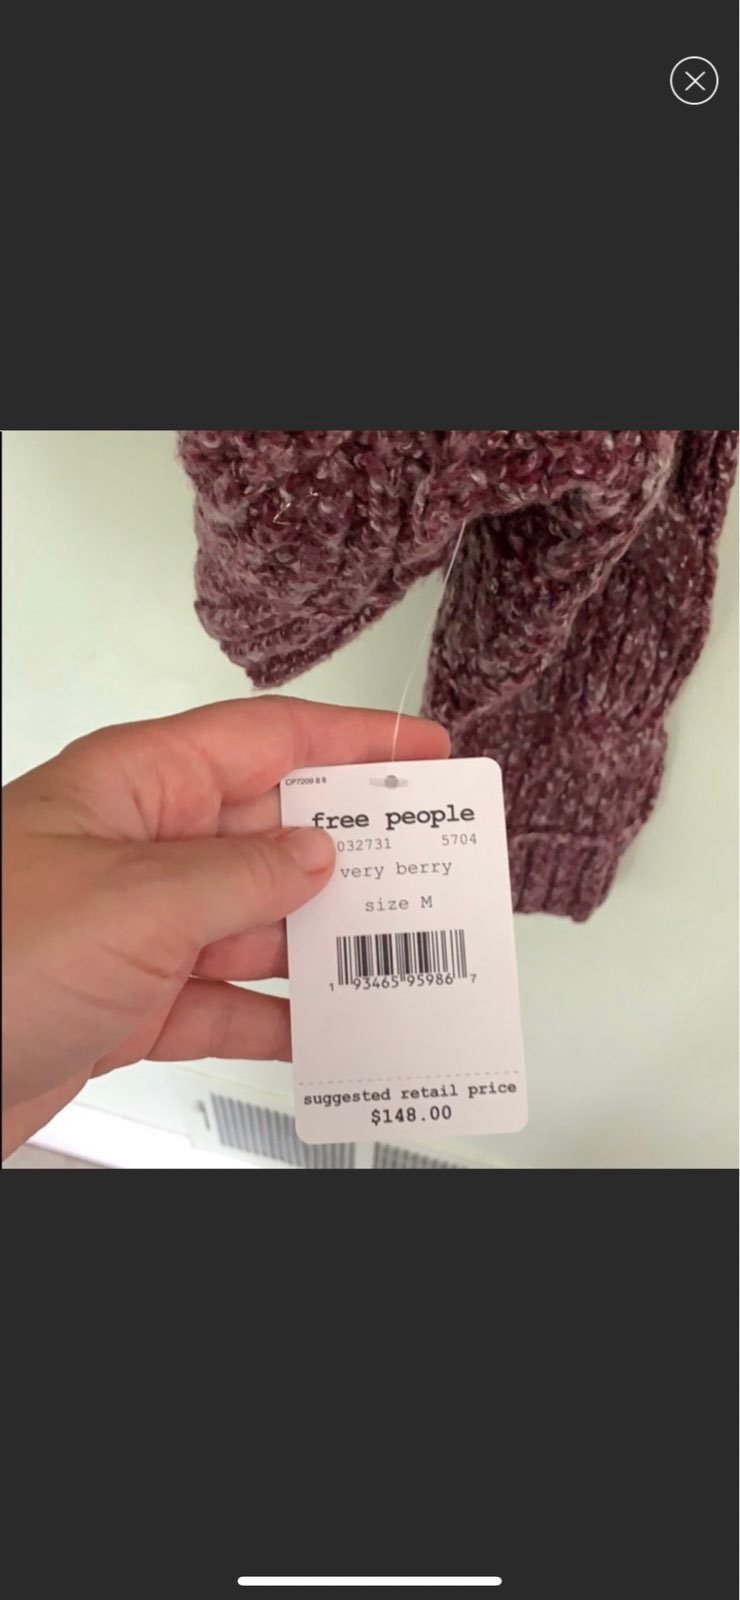 CP7209 8 8
free people
032731 5704
very berry
size M
1 93465 95986 7
suggested retail price
$148.00